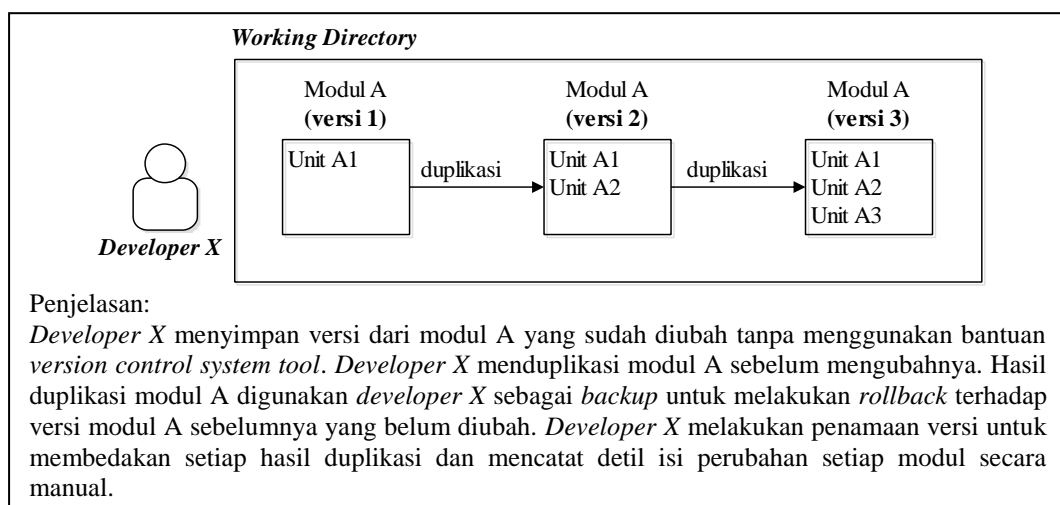 Working Directory
Modul A
(versi 1)
Modul A
(versi 2)
Modul A
(versi 3)
Unit A1
duplikasi
Unit A1
Unit A2
duplikasi
Unit A1
Unit A2
Unit A3
Developer X
Penjelasan:
Developer X menyimpan versi dari modul A yang sudah diubah tanpa menggunakan bantuan
version control system tool. Developer X menduplikasi modul A sebelum mengubahnya. Hasil
duplikasi modul A digunakan developer X sebagai backup untuk melakukan rollback terhadap
versi modul A sebelumnya yang belum diubah. Developer X melakukan penamaan versi untuk
membedakan setiap hasil duplikasi dan mencatat detil isi perubahan setiap modul secara
manual.